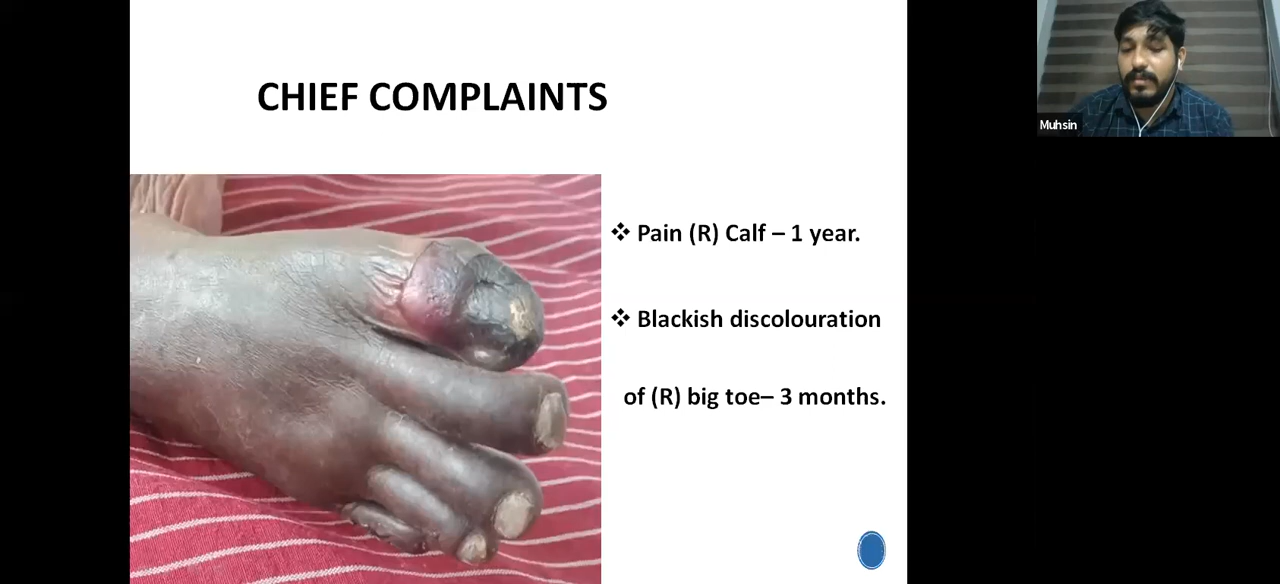 CHIEF COMPLAINTS
❖ Pain (R) Calf – 1 year.
❖ Blackish discolouration
of (R) big toe– 3 months.
Muhsin